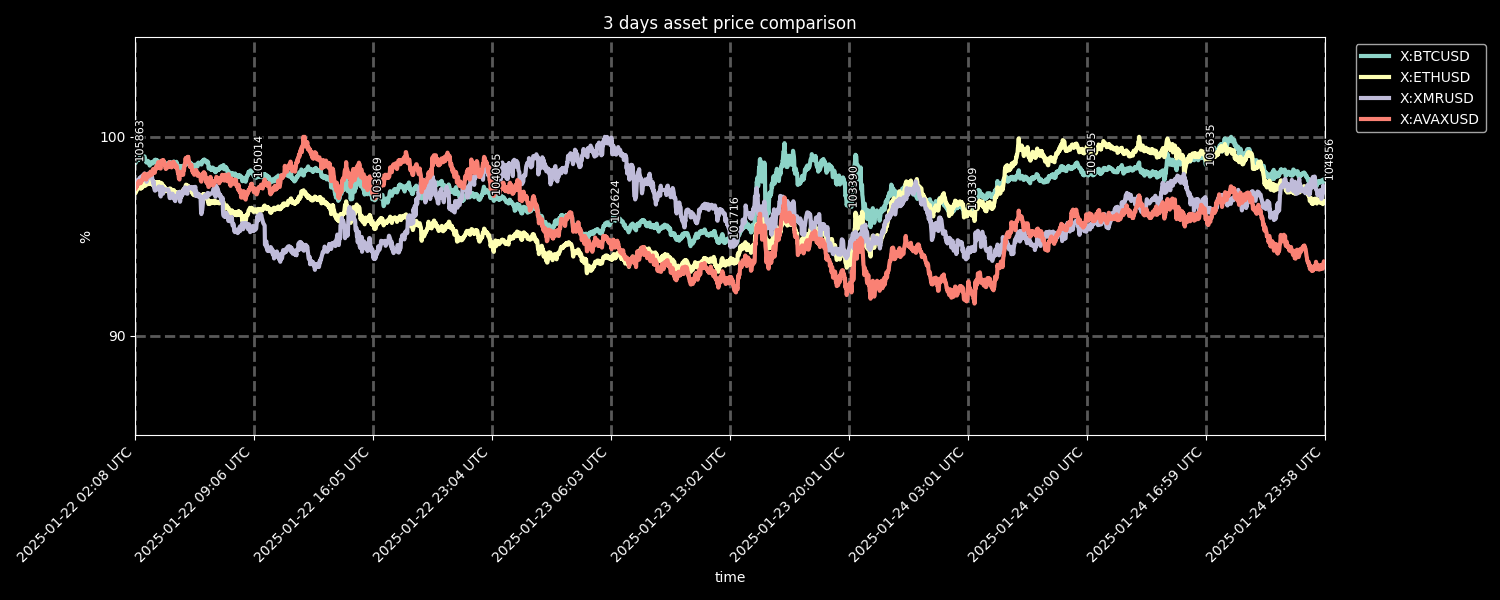 3 days asset price comparison
X:BTCUSD
X:ETHUSD
X:XMRUSD
X:AVAXUSD
100
90
%
105863
105014
103869
104065
102624
101716
103390
103309
105195
105635
104856
2025-01-22 02:08 UTC
2025-01-22 09:06 UTC
2025-01-22 16:05 UTC
2025-01-22 23:04 UTC
2025-01-23 06:03 UTC
2025-01-23 13:02 UTC
2025-01-23 20:01 UTC
2025-01-24 03:01 UTC
2025-01-24 10:00 UTC
2025-01-24 16:59 UTC
2025-01-24 23:58 UTC
time